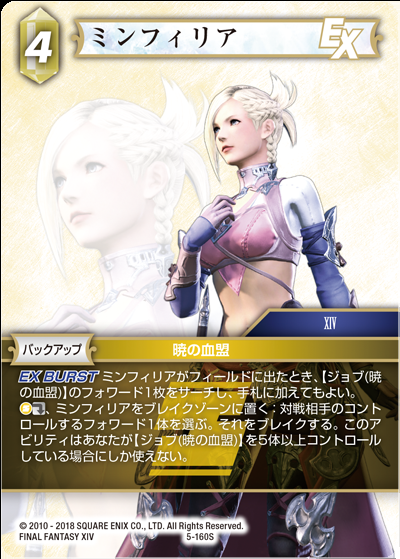 4
ミンフィリア
EX
XIV
バックアップ
暁の血盟
EX BURST ミンフィリアがフィールドに出たとき、【ジョブ(暁
の血盟)】のフォワード1枚をサーチし、手札に加えてもよい。
、ミンフィリアをブレイクゾーンに置く：対戦相手のコント
ロールするフォワード1体を選ぶ。それをブレイクする。このア
ビリティはあなたが【ジョブ(暁の血盟)】を5体以上コントロール
している場合にしか使えない。
© 2010 - 2018 SQUARE ENIX CO., LTD. All Rights Reserved.
FINAL FANTASY XIV
5-160S